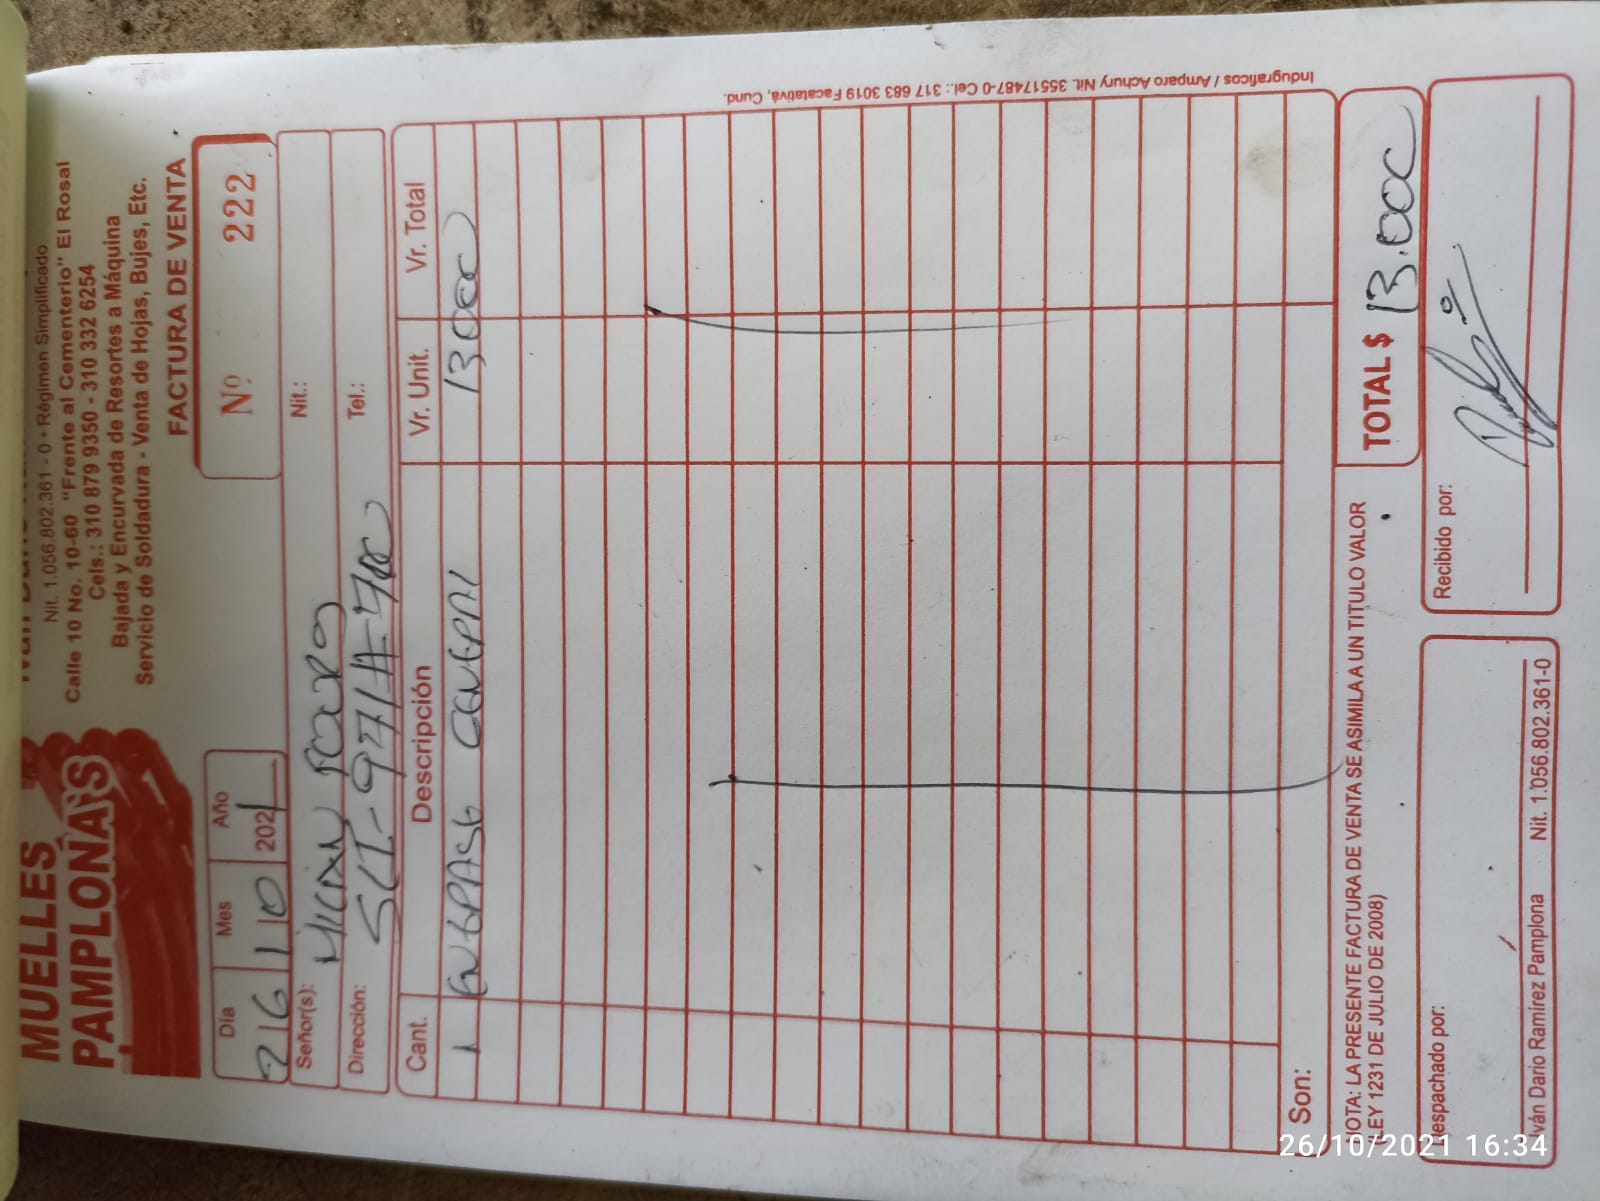 MUELLES
PAMPLONA'S
Nit. 1.056.802.361 - 0 • Régimen Simplificado
Calle 10 No. 10-60 "Frente al Cementerio" El Rosal
Cels.: 310 879 9350 - 310 332 6254
Bajada y Encurvada de Resortes a Máquina
Servicio de Soldadura - Venta de Hojas, Bujes, Etc.
FACTURA DE VENTA
Día Mes Año
26 10 2021
Nº. 222
Señor(s): Nit.:
Dirección: Tel.:
Cant. Descripción Vr. Unit. Vr. Total
1 ENGRASE GENERAL 13000
Son:
TOTAL $ 13.000
NOTA: LA PRESENTE FACTURA DE VENTA SE ASIMILA A UN TITULO VALOR
LEY 1231 DE JULIO DE 2008)
Despachado por:
Iván Dario Ramírez Pamplona Nit. 1.056.802.361-0
Recibido por:
Indugraficos / Amparo Achury Nit. 35517487-0 Cel.: 317 683 3019 Facatativá, Cund.
26/10/2021 16:34